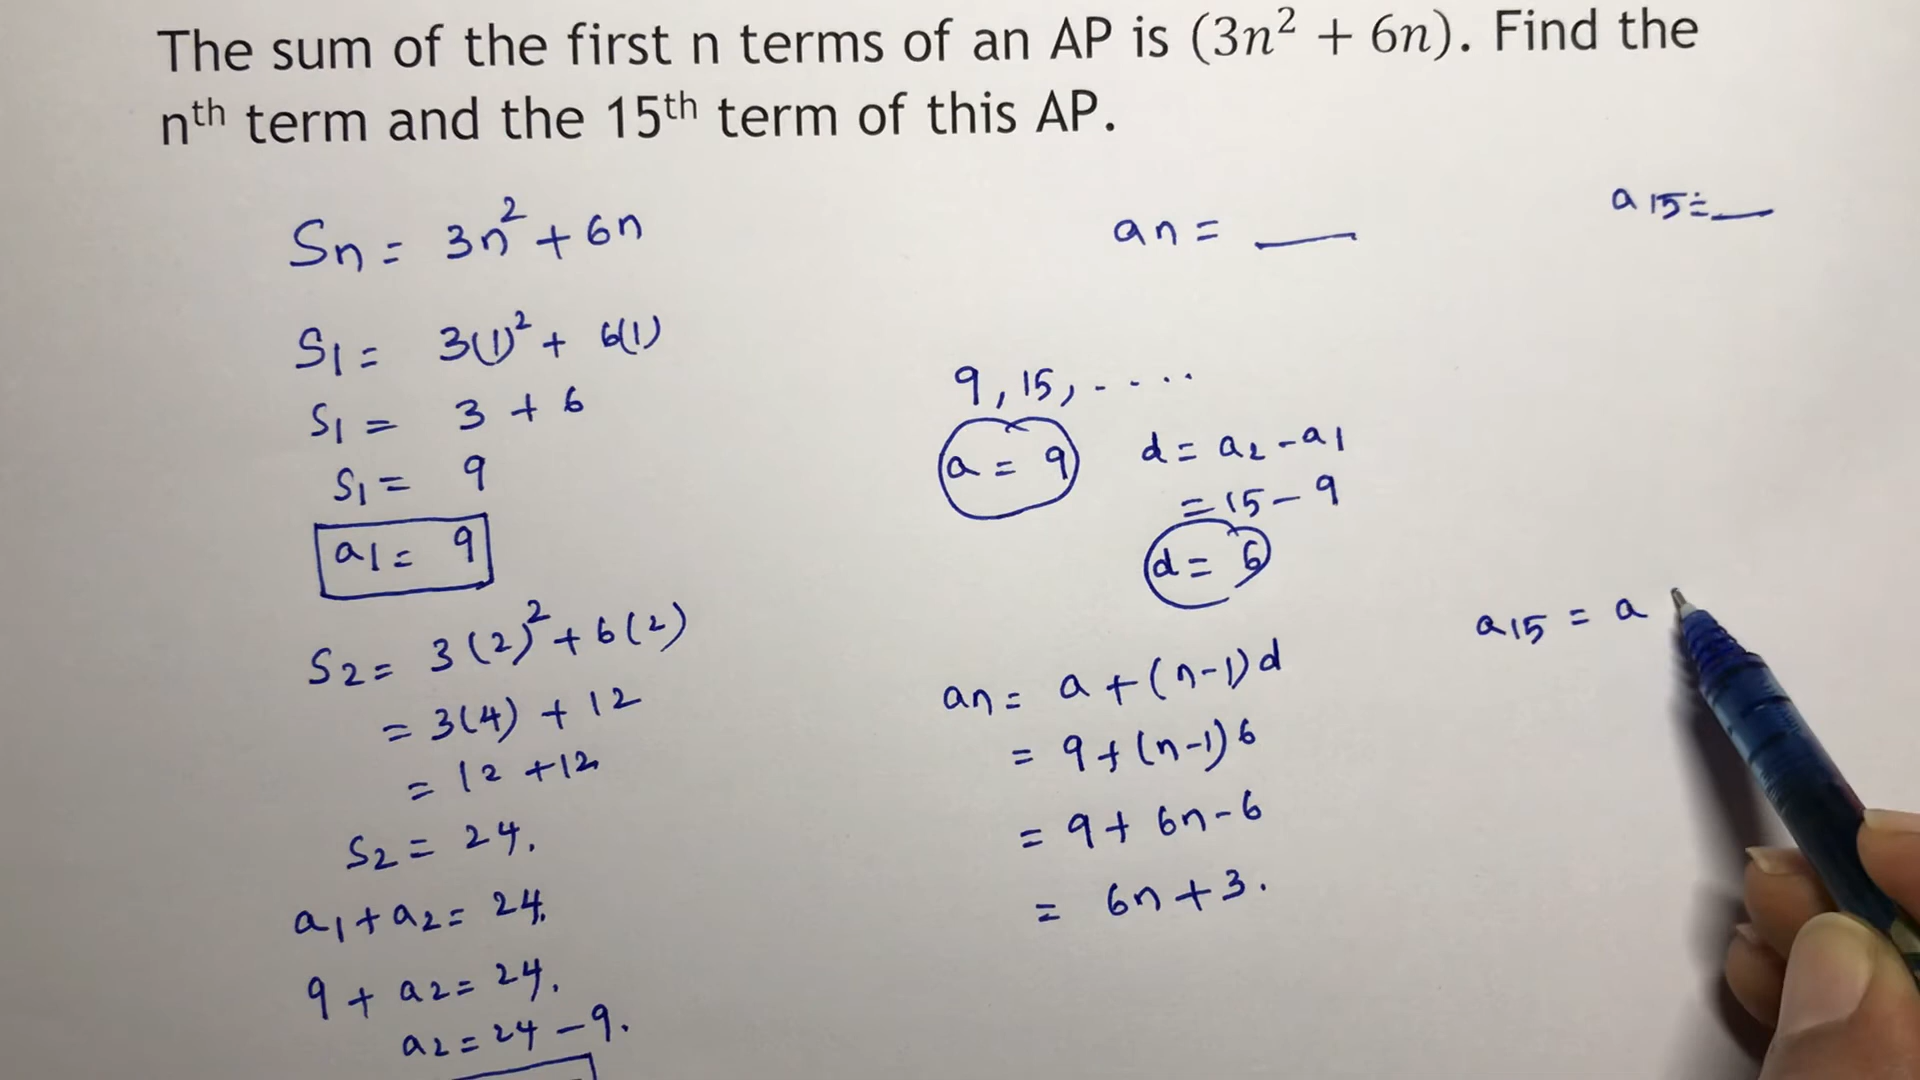 The sum of the first n terms of an AP is (3n² + 6n). Find the
nth term and the 15th term of this AP.
Sn = 3n² + 6n
S1 = 3(1)² + 6(1)
S1 = 3 + 6
S1 = 9
a1 = 9
S2 = 3(2)² + 6(2)
= 3(4) + 12
= 12 + 12
S2 = 24.
a1 + a2 = 24.
9 + a2 = 24.
a2 = 24 - 9.
an = __
a15 = __
9, 15, ....
a = 9
d = a2 - a1
= 15 - 9
d = 6
an = a + (n-1)d
= 9 + (n-1)6
= 9 + 6n - 6
= 6n + 3.
a15 = a